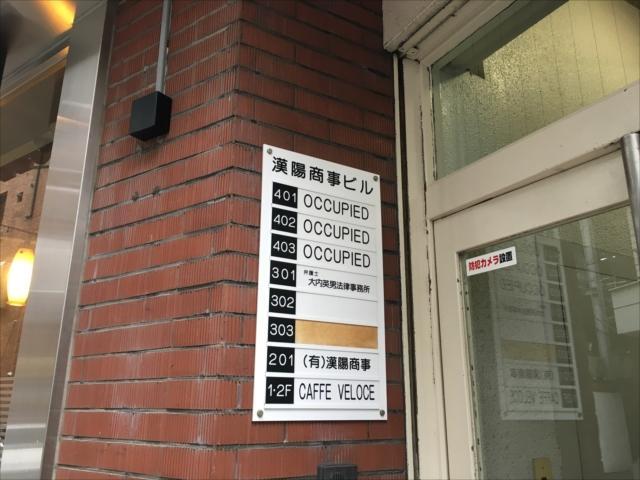 漢陽商事ビル
401 OCCUPIED
402 OCCUPIED
403 OCCUPIED
301 弁護士
大内英男法律事務所
302
303
201 (有)漢陽商事
1・2F CAFFE VELOCE
防犯カメラ設置